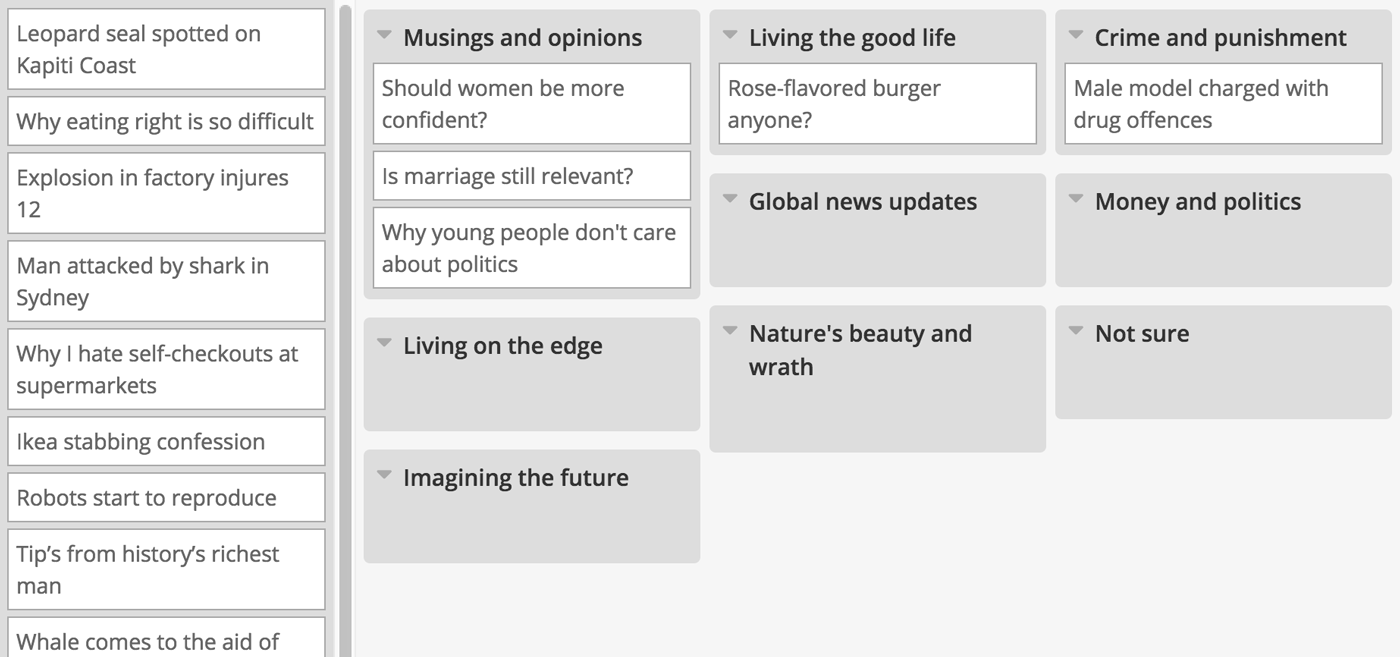 Leopard seal spotted on
Kapiti Coast
Why eating right is so difficult
Explosion in factory injures
12
Man attacked by shark in
Sydney
Why I hate self-checkouts at
supermarkets
Ikea stabbing confession
Robots start to reproduce
Tip’s from history’s richest
man
Whale comes to the aid of
Musings and opinions
Should women be more
confident?
Is marriage still relevant?
Why young people don't care
about politics
Living on the edge
Imagining the future
Living the good life
Rose-flavored burger
anyone?
Global news updates
Nature's beauty and
wrath
Crime and punishment
Male model charged with
drug offences
Money and politics
Not sure